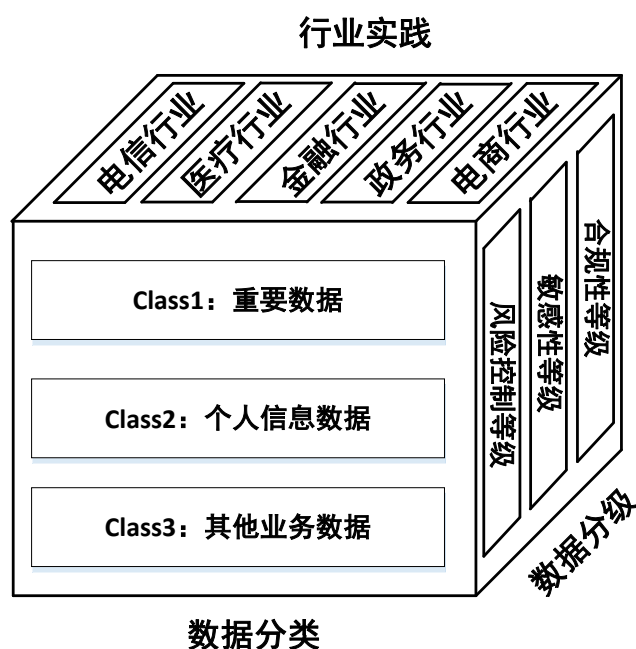 行业实践
电信行业
医疗行业
金融行业
政务行业
电商行业
Class1：重要数据
Class2：个人信息数据
Class3：其他业务数据
风险控制等级
敏感性等级
合规性等级
数据分级
数据分类